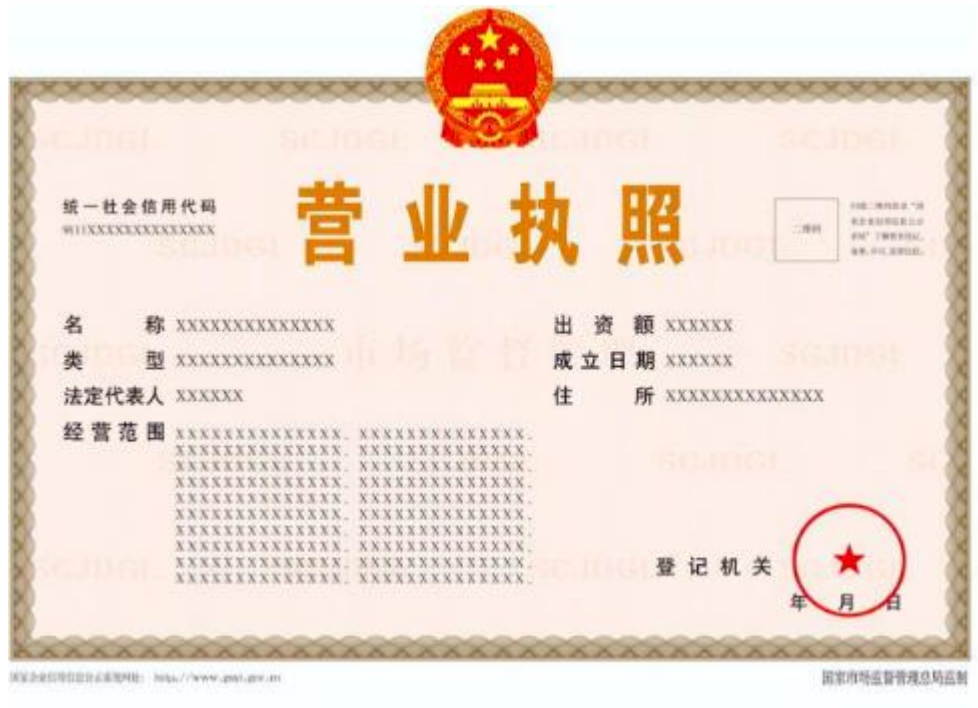 营业执照
统一社会信用代码
9111XXXXXXXXXXXXXX
二维码
名称 XXXXXXXXXXXXXX
出资额 XXXXXX
类型 XXXXXXXXXXXXXX
成立日期 XXXXXX
法定代表人 XXXXXX
住所 XXXXXXXXXXXXXX
经营范围 XXXXXXXXXXXXXX、XXXXXXXXXXXXXX、
XXXXXXXXXXXXXX、XXXXXXXXXXXXXX、
XXXXXXXXXXXXXX、XXXXXXXXXXXXXX、
XXXXXXXXXXXXXX、XXXXXXXXXXXXXX、
XXXXXXXXXXXXXX、XXXXXXXXXXXXXX、
XXXXXXXXXXXXXX、XXXXXXXXXXXXXX、
XXXXXXXXXXXXXX、XXXXXXXXXXXXXX、
XXXXXXXXXXXXXX、XXXXXXXXXXXXXX、
XXXXXXXXXXXXXX、XXXXXXXXXXXXXX、
XXXXXXXXXXXXXX、XXXXXXXXXXXXXX、
登记机关
年 月 日
国家市场监督管理总局监制